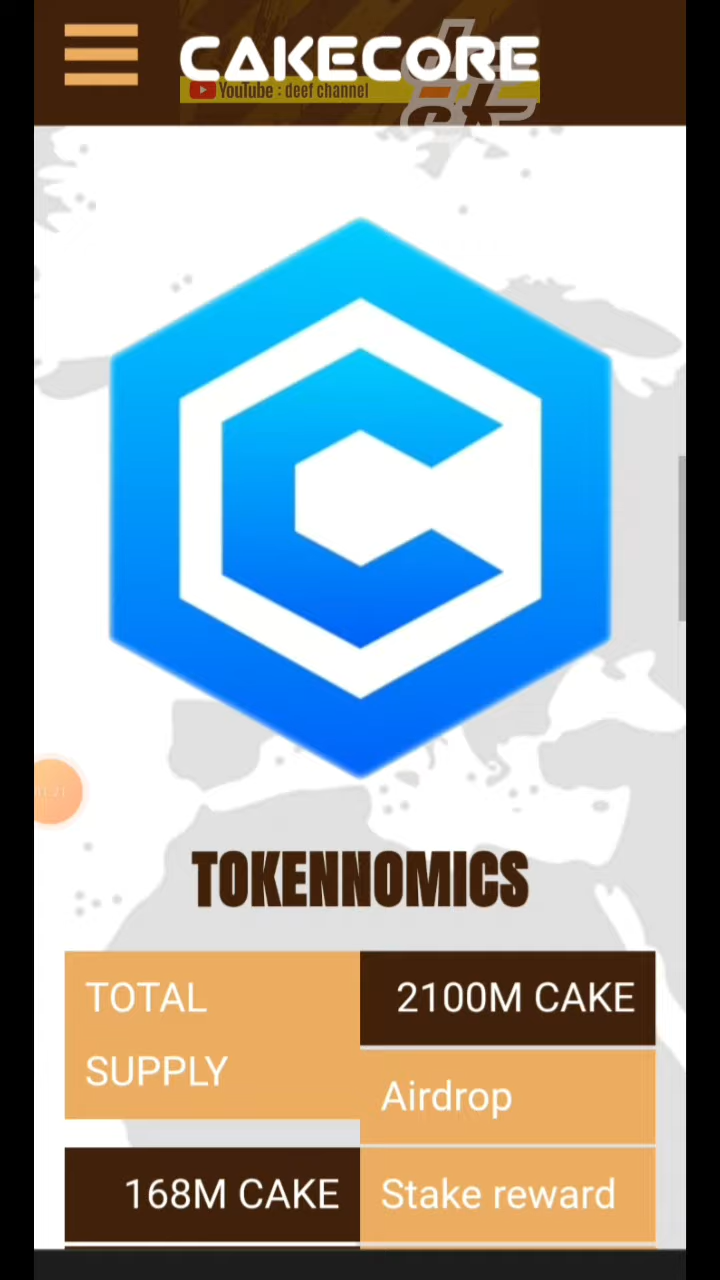 CAKECORE
YouTube : deef channel
TOKENNOMICS
TOTAL
SUPPLY
2100M CAKE
Airdrop
168M CAKE
Stake reward